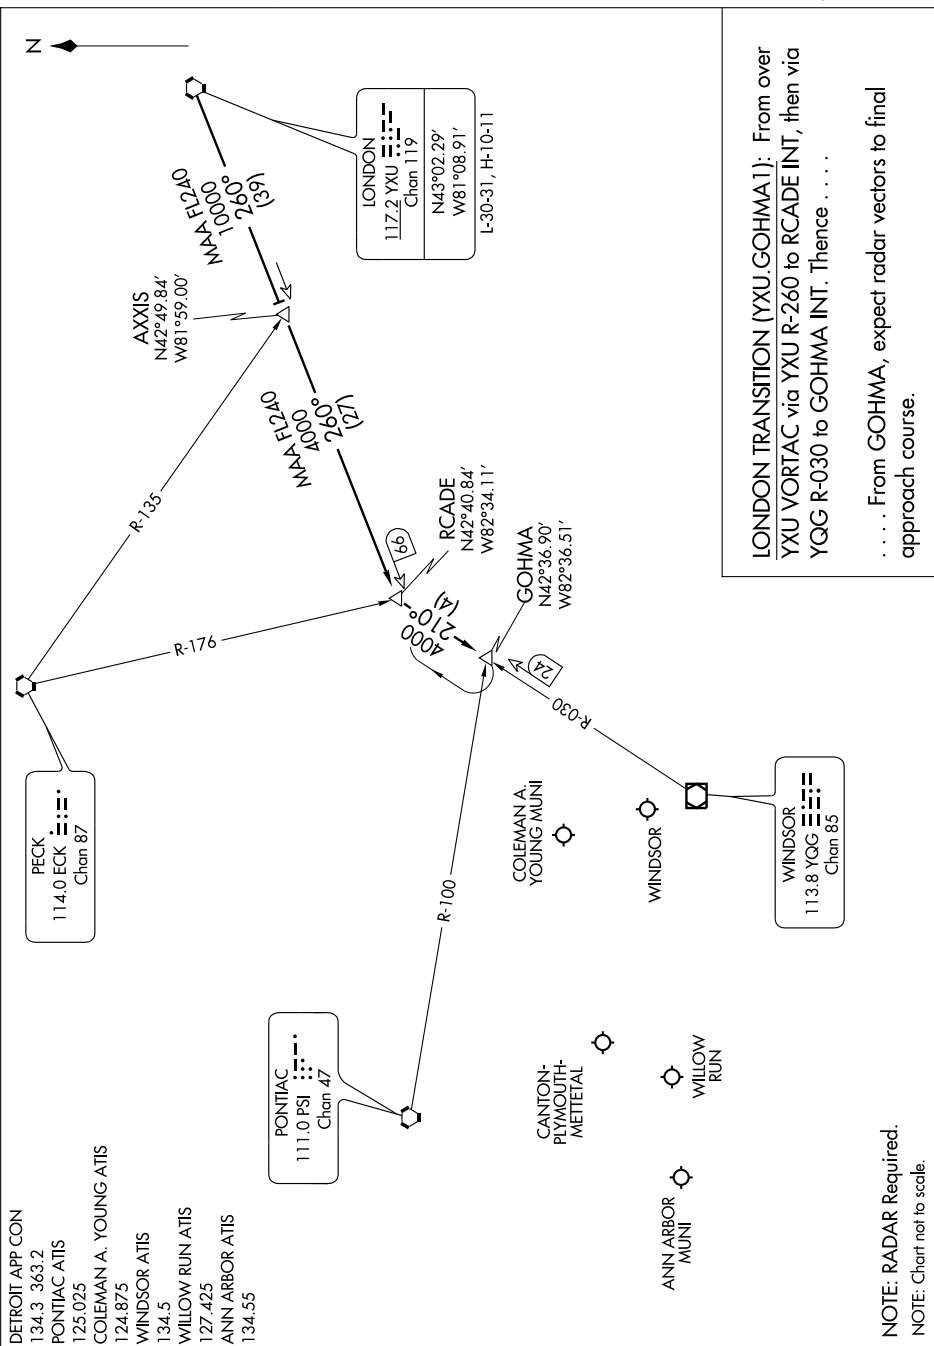 DETROIT APP CON
134.3 363.2
PONTIAC ATIS
125.025
COLEMAN A. YOUNG ATIS
124.875
WINDSOR ATIS
134.5
WILLOW RUN ATIS
127.425
ANN ARBOR ATIS
134.55
PECK
114.0 ECK
Chan 87
R-135
R-176
N
AXXIS
N42°49.84’
W81°59.00’
MAA FL240
10000
260°
(39)
LONDON
117.2 YXU
Chan 119
N43°02.29’
W81°08.91’
L-30-31, H-10-11
MAA FL240
4000
260°
(27)
66
RCADE
N42°40.84’
W82°34.11’
4000
210°
(4)
GOHMA
N42°36.90’
W82°36.51’
24
R-030
PONTIAC
111.0 PSI
Chan 47
R-100
COLEMAN A.
YOUNG MUNI
WINDSOR
WINDSOR
113.8 YQG
Chan 85
CANTON-
PLYMOUTH-
METTETAL
WILLOW
RUN
ANN ARBOR
MUNI
NOTE: RADAR Required.
NOTE: Chart not to scale.
LONDON TRANSITION (YXU.GOHMA1): From over
YXU VORTAC via YXU R-260 to RCADE INT, then via
YQG R-030 to GOHMA INT. Thence . . . .
. . . . From GOHMA, expect radar vectors to final
approach course.